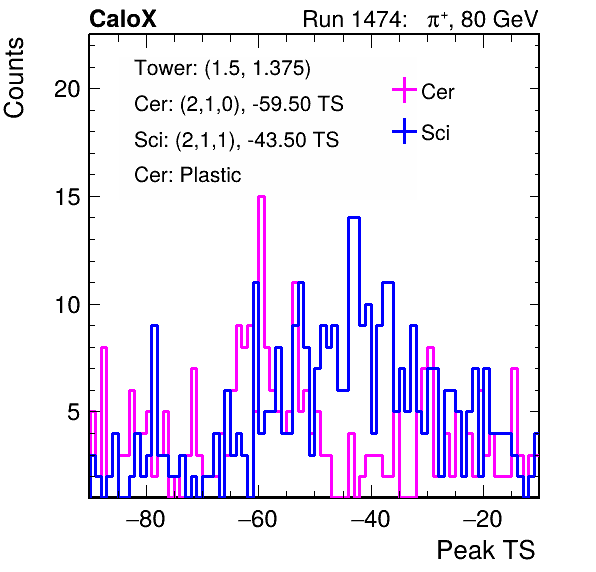 CaloX Run 1474: π⁺, 80 GeV
Counts
Tower: (1.5, 1.375)
Cer: (2,1,0), -59.50 TS
Sci: (2,1,1), -43.50 TS
Cer: Plastic
Cer
Sci
20
15
10
5
−80 −60 −40 −20
Peak TS